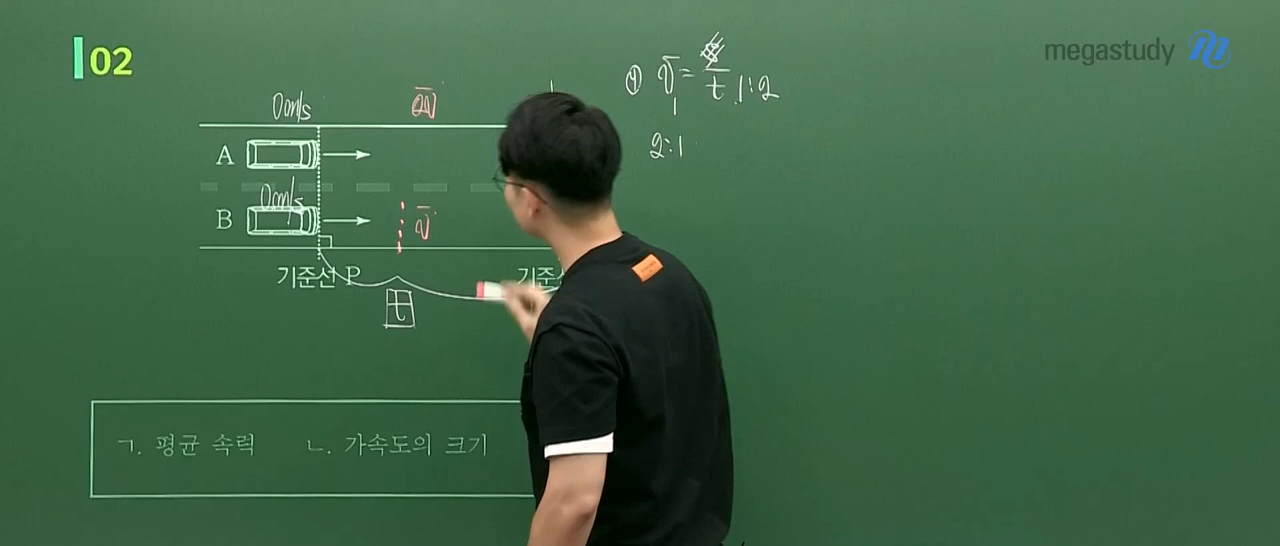 02
megastudy
0m/s
2v̄
④ v̄ = s/t 1:2
1
2:1
A
0m/s
B
v̄
기준선 P
기준
t
ㄱ. 평균 속력 ㄴ. 가속도의 크기